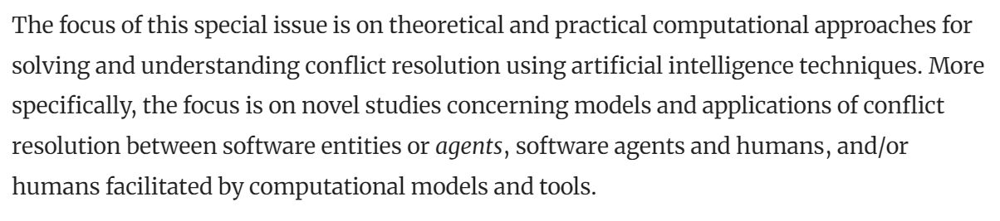 The focus of this special issue is on theoretical and practical computational approaches for
solving and understanding conflict resolution using artificial intelligence techniques. More
specifically, the focus is on novel studies concerning models and applications of conflict
resolution between software entities or agents, software agents and humans, and/or
humans facilitated by computational models and tools.